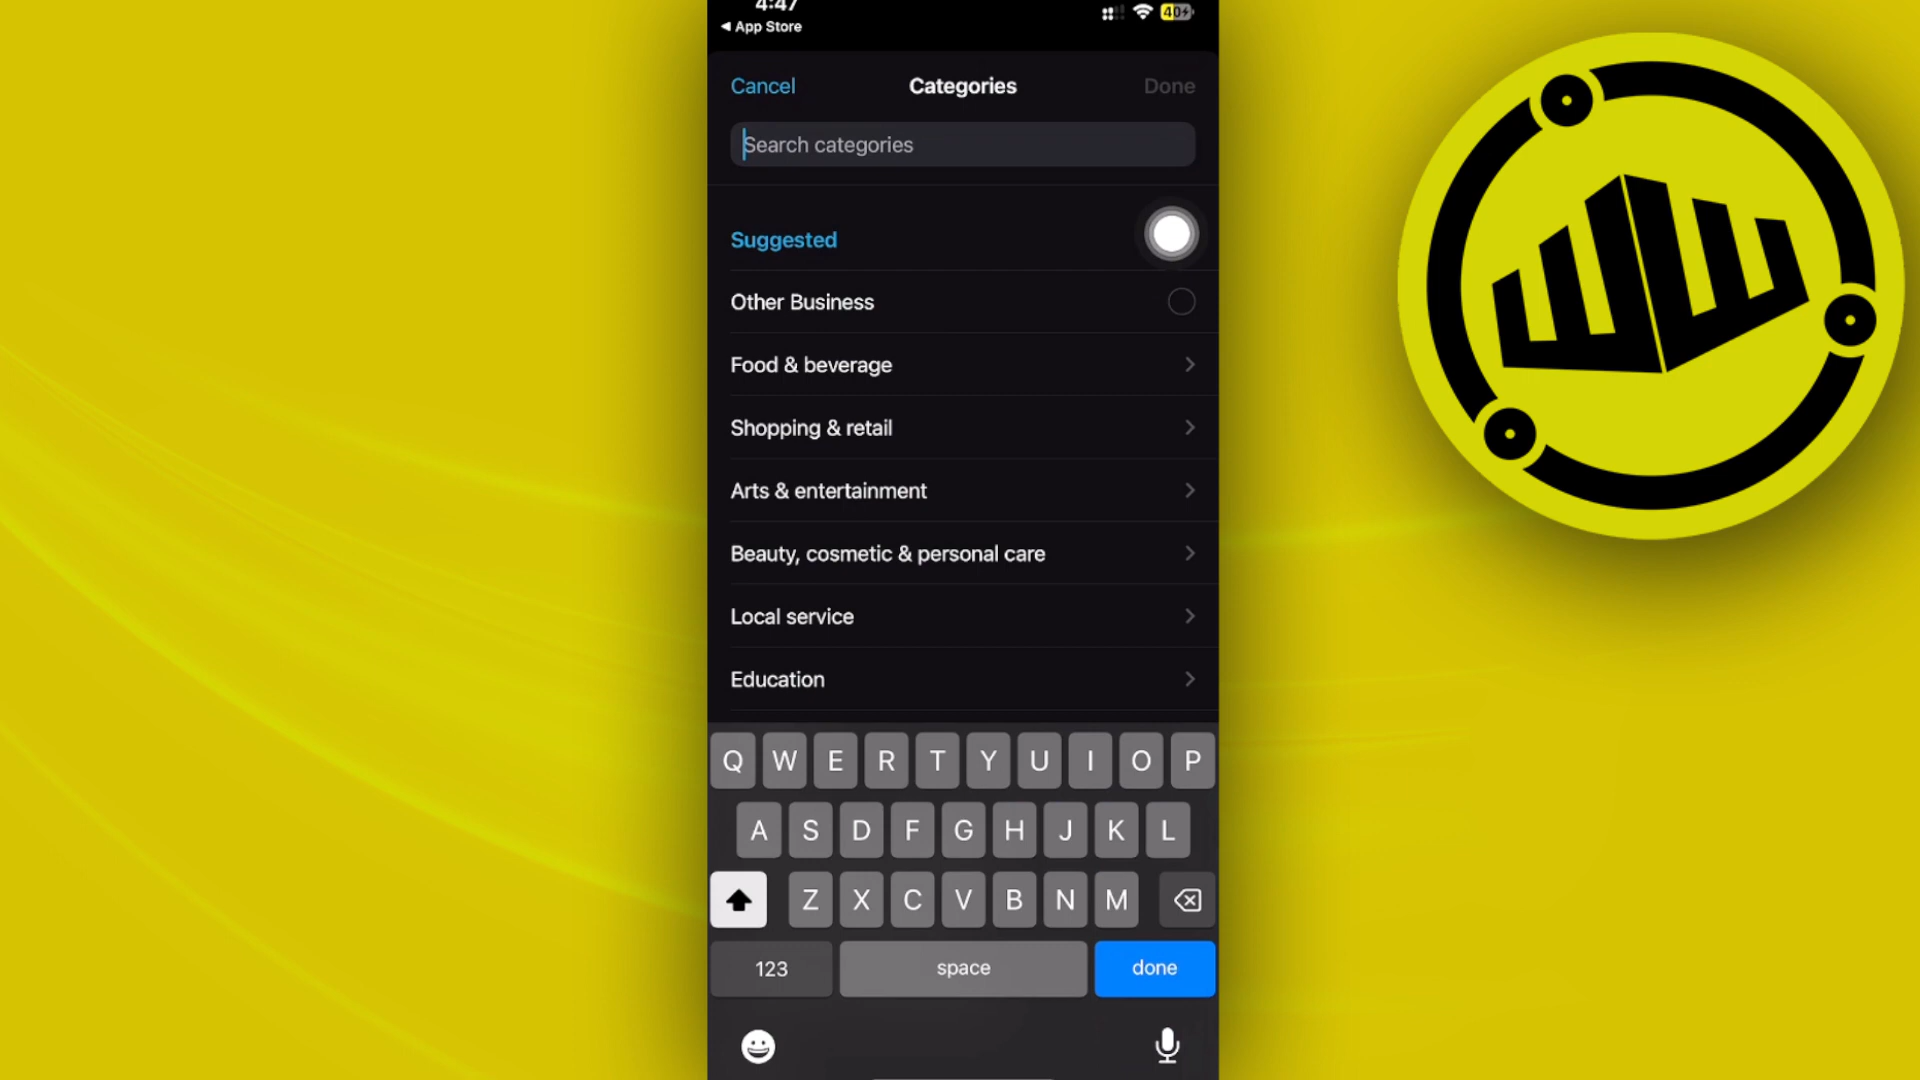 4:47
◀ App Store
40
Cancel
Categories
Done
Search categories
Suggested
Other Business
Food & beverage
Shopping & retail
Arts & entertainment
Beauty, cosmetic & personal care
Local service
Education
Q W E R T Y U I O P
A S D F G H J K L
Z X C V B N M
123
space
done